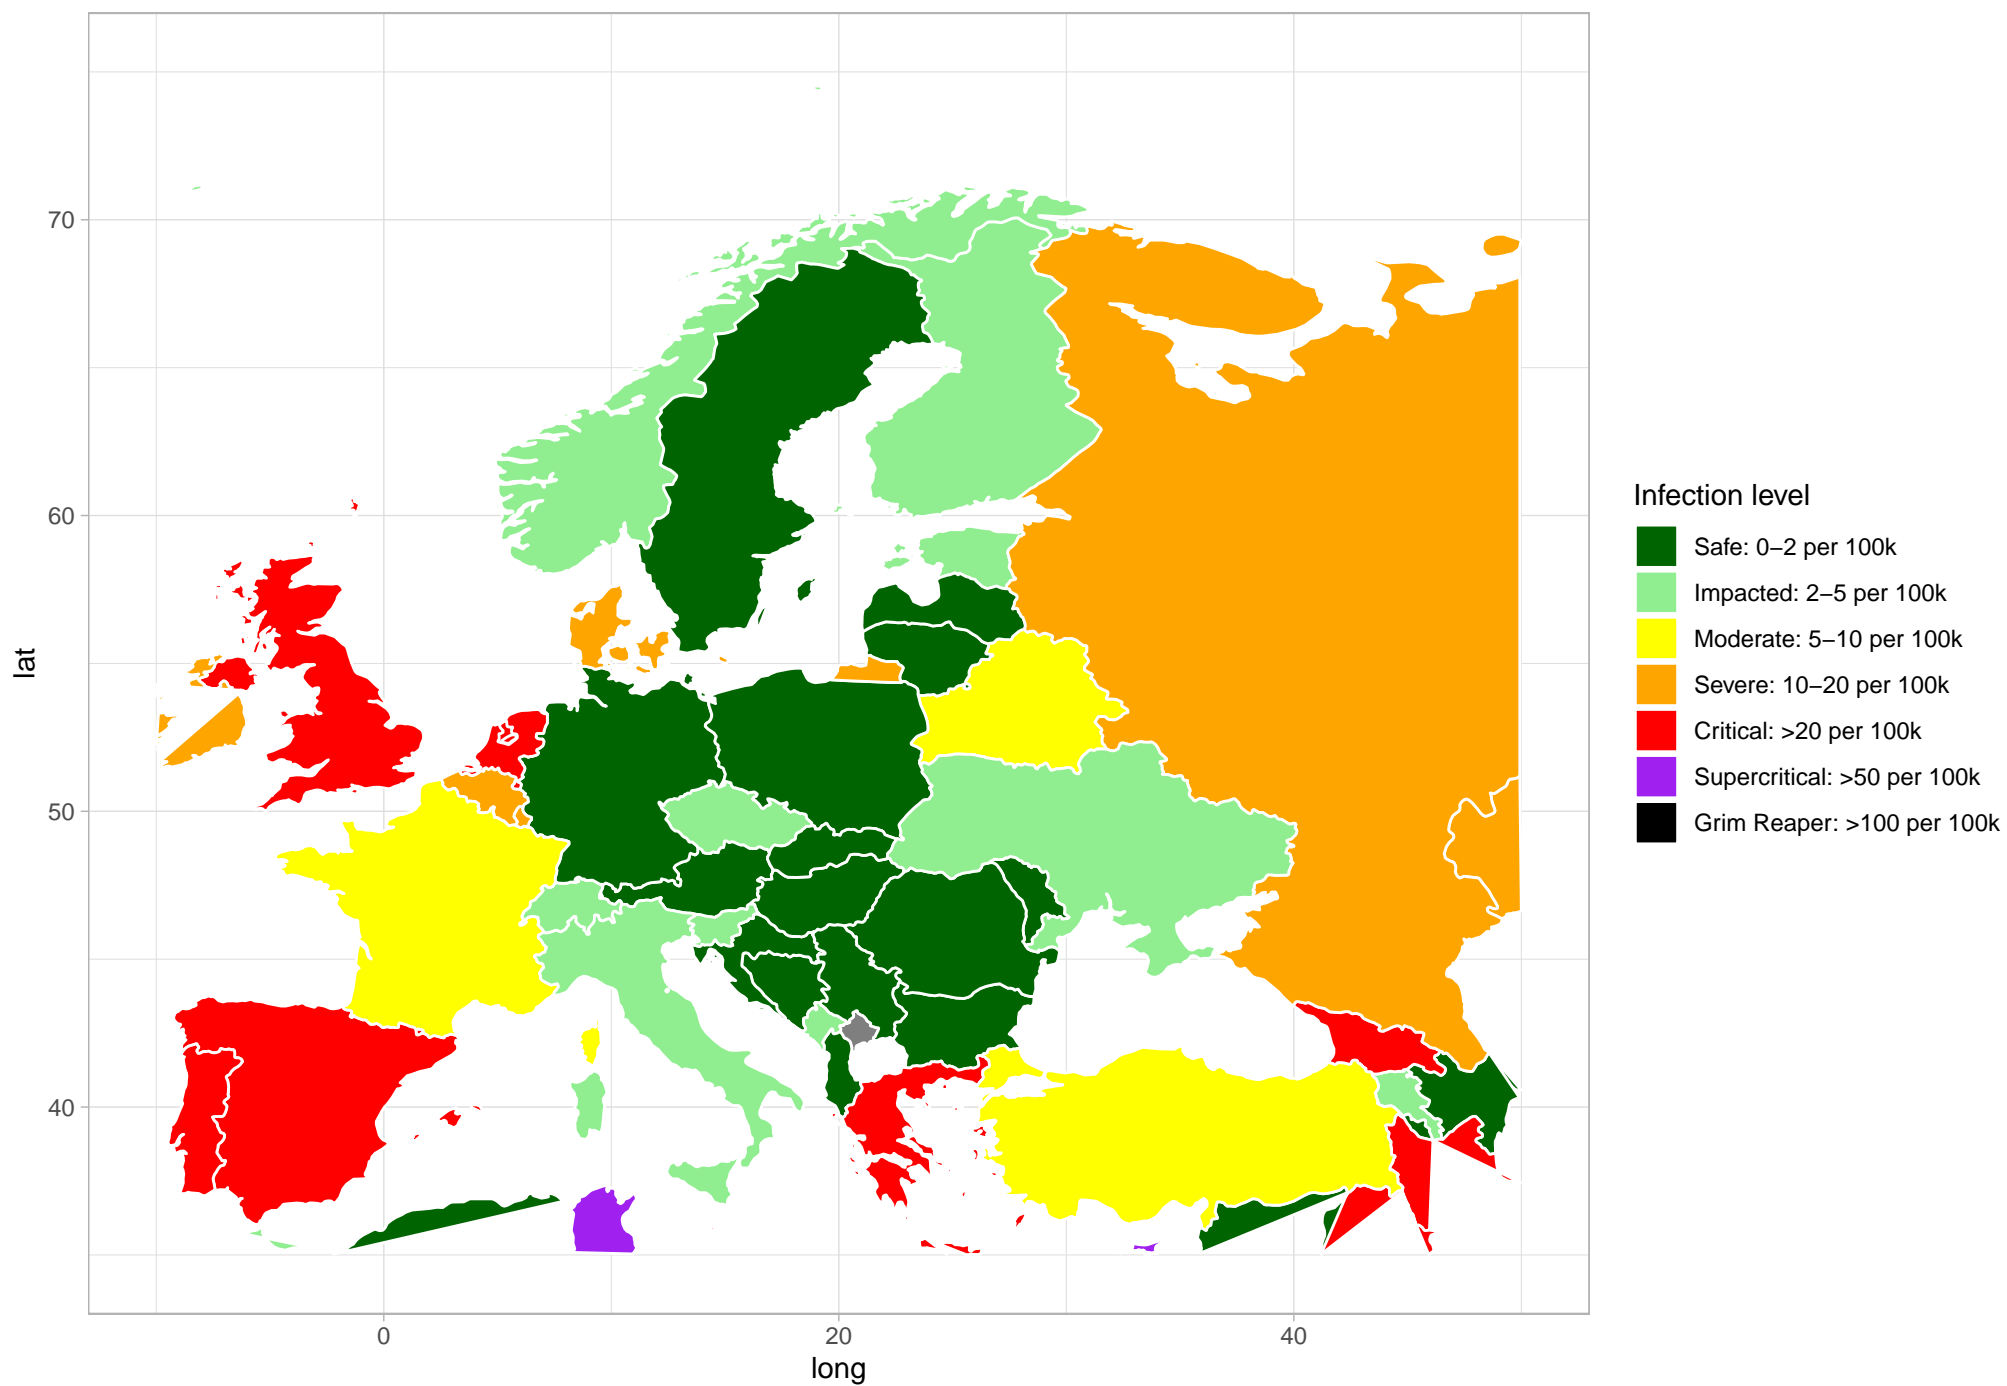 70
60
50
40
lat
0
20
40
long
Infection level
Safe: 0−2 per 100k
Impacted: 2−5 per 100k
Moderate: 5−10 per 100k
Severe: 10−20 per 100k
Critical: >20 per 100k
Supercritical: >50 per 100k
Grim Reaper: >100 per 100k